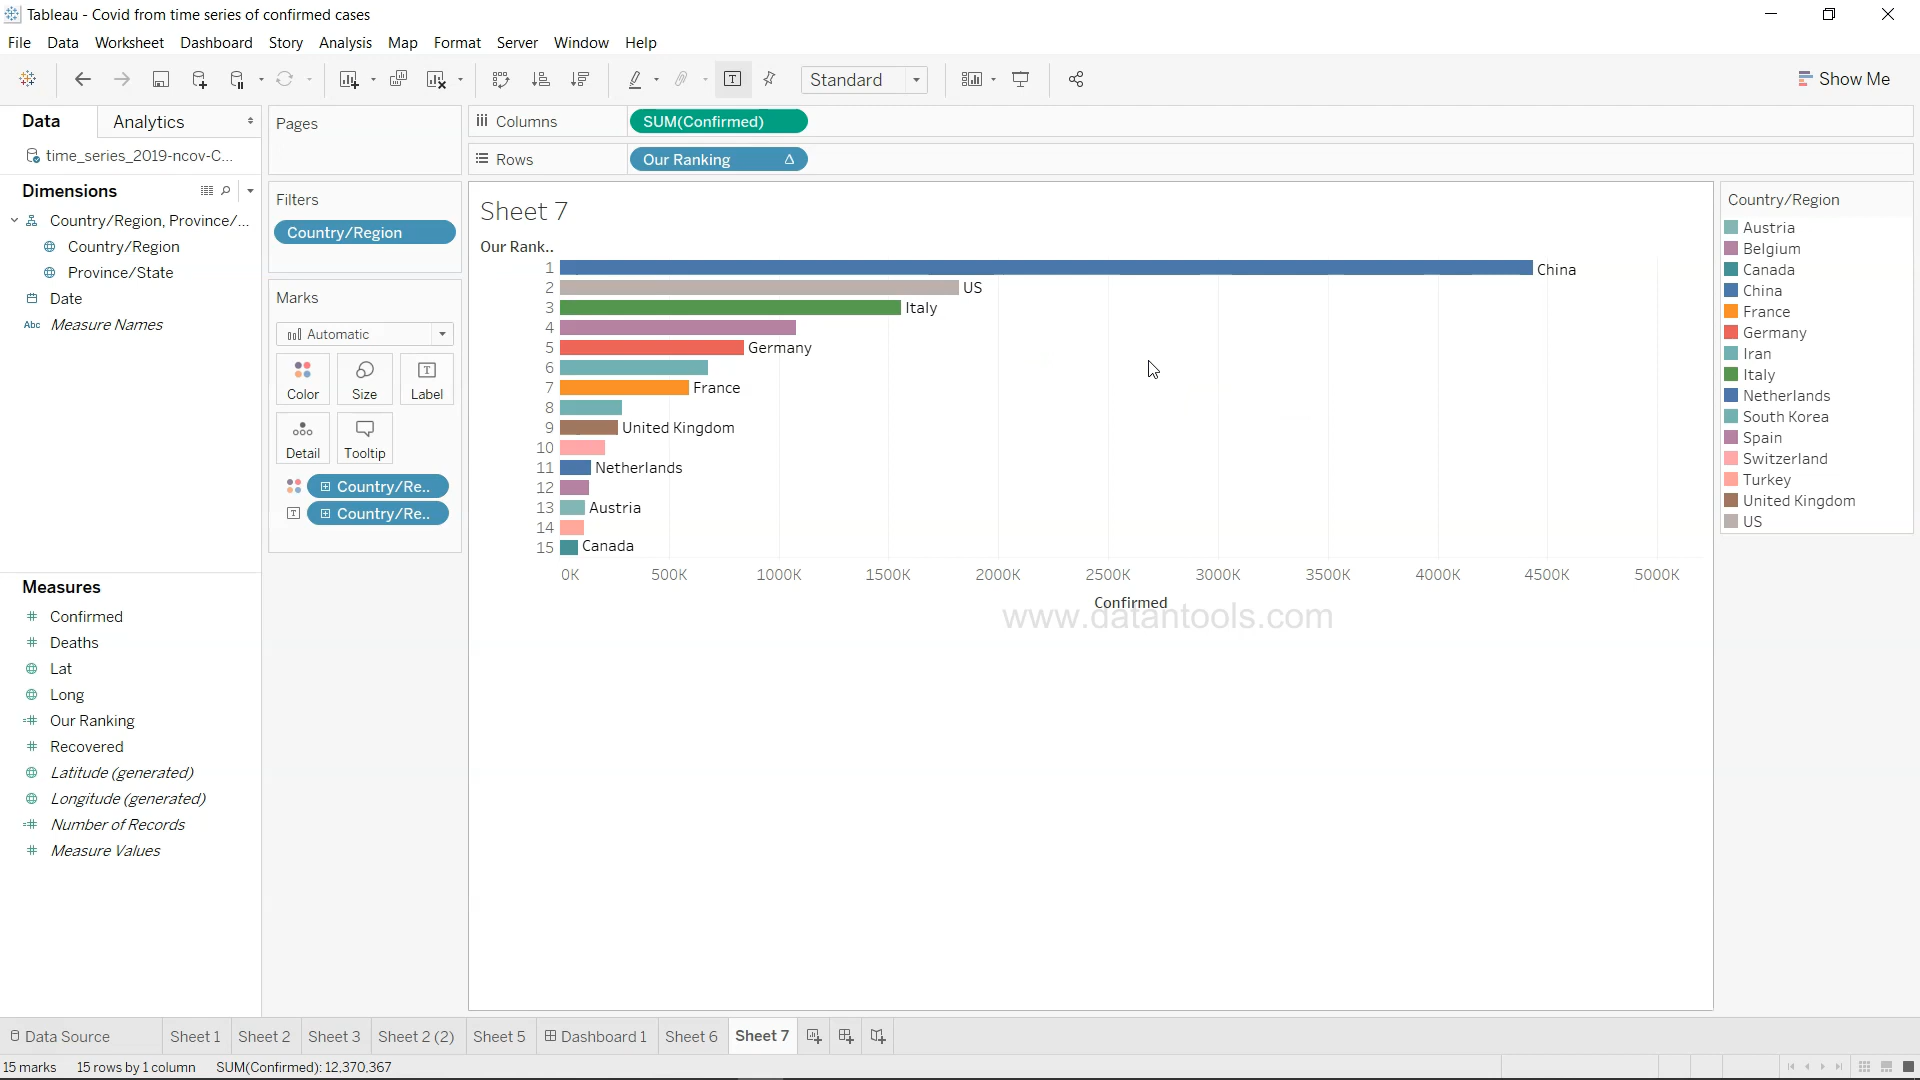 Tableau - Covid from time series of confirmed cases
File Data Worksheet Dashboard Story Analysis Map Format Server Window Help
Standard
Show Me
Data
Analytics
time_series_2019-ncov-C...
Dimensions
Country/Region, Province/...
Country/Region
Province/State
Date
Abc Measure Names
Measures
Confirmed
Deaths
Lat
Long
Our Ranking
Recovered
Latitude (generated)
Longitude (generated)
Number of Records
Measure Values
Pages
Filters
Country/Region
Marks
Automatic
Color Size Label
Detail Tooltip
Country/Re..
Country/Re..
Columns SUM(Confirmed)
Rows Our Ranking
Sheet 7
Our Rank..
1 China
2 US
3 Italy
4
5 Germany
6
7 France
8
9 United Kingdom
10
11 Netherlands
12
13 Austria
14
15 Canada
0K 500K 1000K 1500K 2000K 2500K 3000K 3500K 4000K 4500K 5000K
Confirmed
www.datantools.com
Country/Region
Austria
Belgium
Canada
China
France
Germany
Iran
Italy
Netherlands
South Korea
Spain
Switzerland
Turkey
United Kingdom
US
Data Source Sheet 1 Sheet 2 Sheet 3 Sheet 2 (2) Sheet 5 Dashboard 1 Sheet 6 Sheet 7
15 marks 15 rows by 1 column SUM(Confirmed): 12,370,367